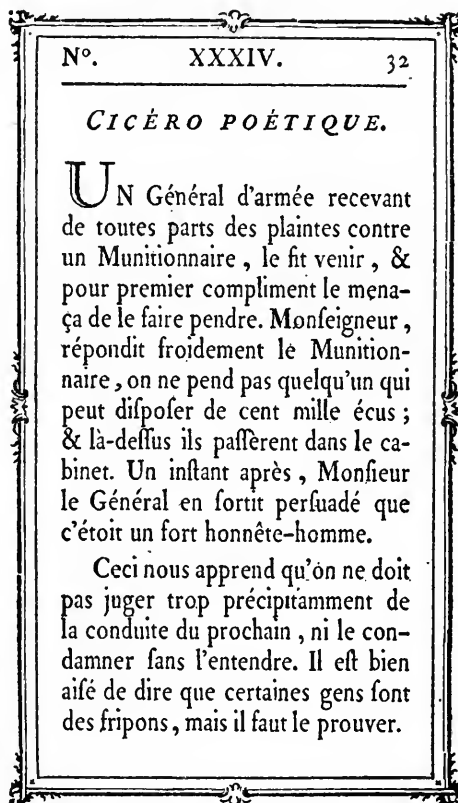 N°. XXXIV. 32
CICÉRO POÉTIQUE.
UN Général d'armée recevant
de toutes parts des plaintes contre
un Munitionnaire , le fit venir , &
pour premier compliment le mena-
ça de le faire pendre. Monſeigneur ,
répondit froidement le Munition-
naire , on ne pend pas quelqu'un qui
peut diſpoſer de cent mille écus ;
& là-deſſus ils paſſèrent dans le ca-
binet. Un inſtant après , Monſieur
le Général en ſortit perſuadé que
c'étoit un fort honnête-homme.
Ceci nous apprend qu'on ne doit
pas juger trop précipitamment de
la conduite du prochain , ni le con-
damner ſans l'entendre. Il eſt bien
aiſé de dire que certaines gens ſont
des fripons , mais il faut le prouver.